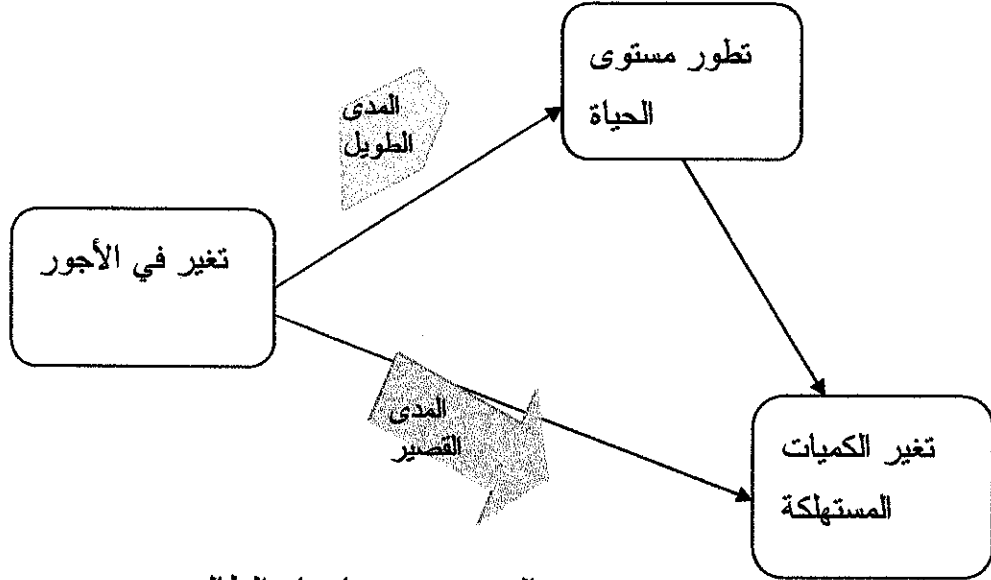 تطور مستوى
الحياة
المدى
الطويل
تغير في الأجور
المدى
القصير
تغير الكميات
المستهلكة